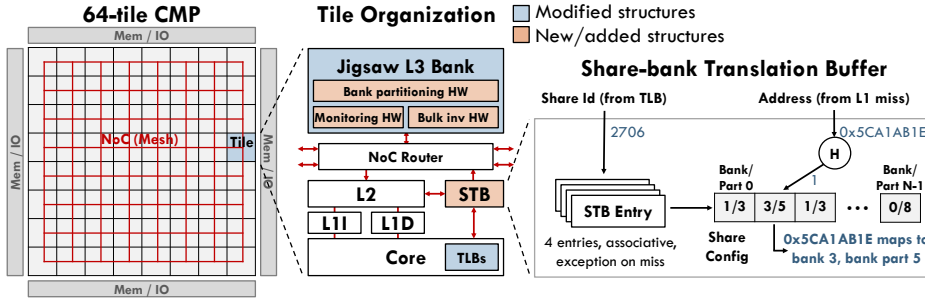 64-tile CMP
Mem / IO
Mem / IO
NoC (Mesh)
Tile
Mem / IO
Mem / IO
Tile Organization
Modified structures
New/added structures
Jigsaw L3 Bank
Bank partitioning HW
Monitoring HW
Bulk inv HW
NoC Router
L2
STB
L1I
L1D
Core
TLBs
Share-bank Translation Buffer
Share Id (from TLB)
Address (from L1 miss)
2706
0x5CA1AB1E
H
1
Bank/
Part 0
Bank/
Part N-1
STB Entry
1/3
3/5
1/3
...
0/8
4 entries, associative,
exception on miss
Share
Config
0x5CA1AB1E maps to
bank 3, bank part 5